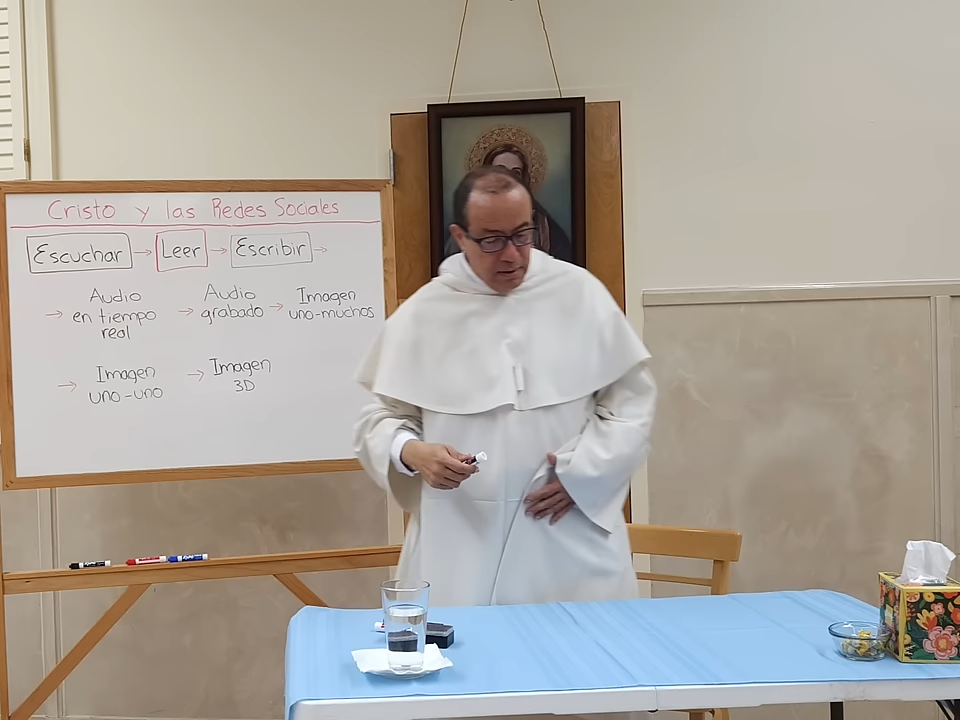 Cristo y las Redes Sociales
Escuchar → Leer → Escribir →
→ Audio en tiempo real → Audio grabado → Imagen uno-muchos
→ Imagen uno-uno → Imagen 3D